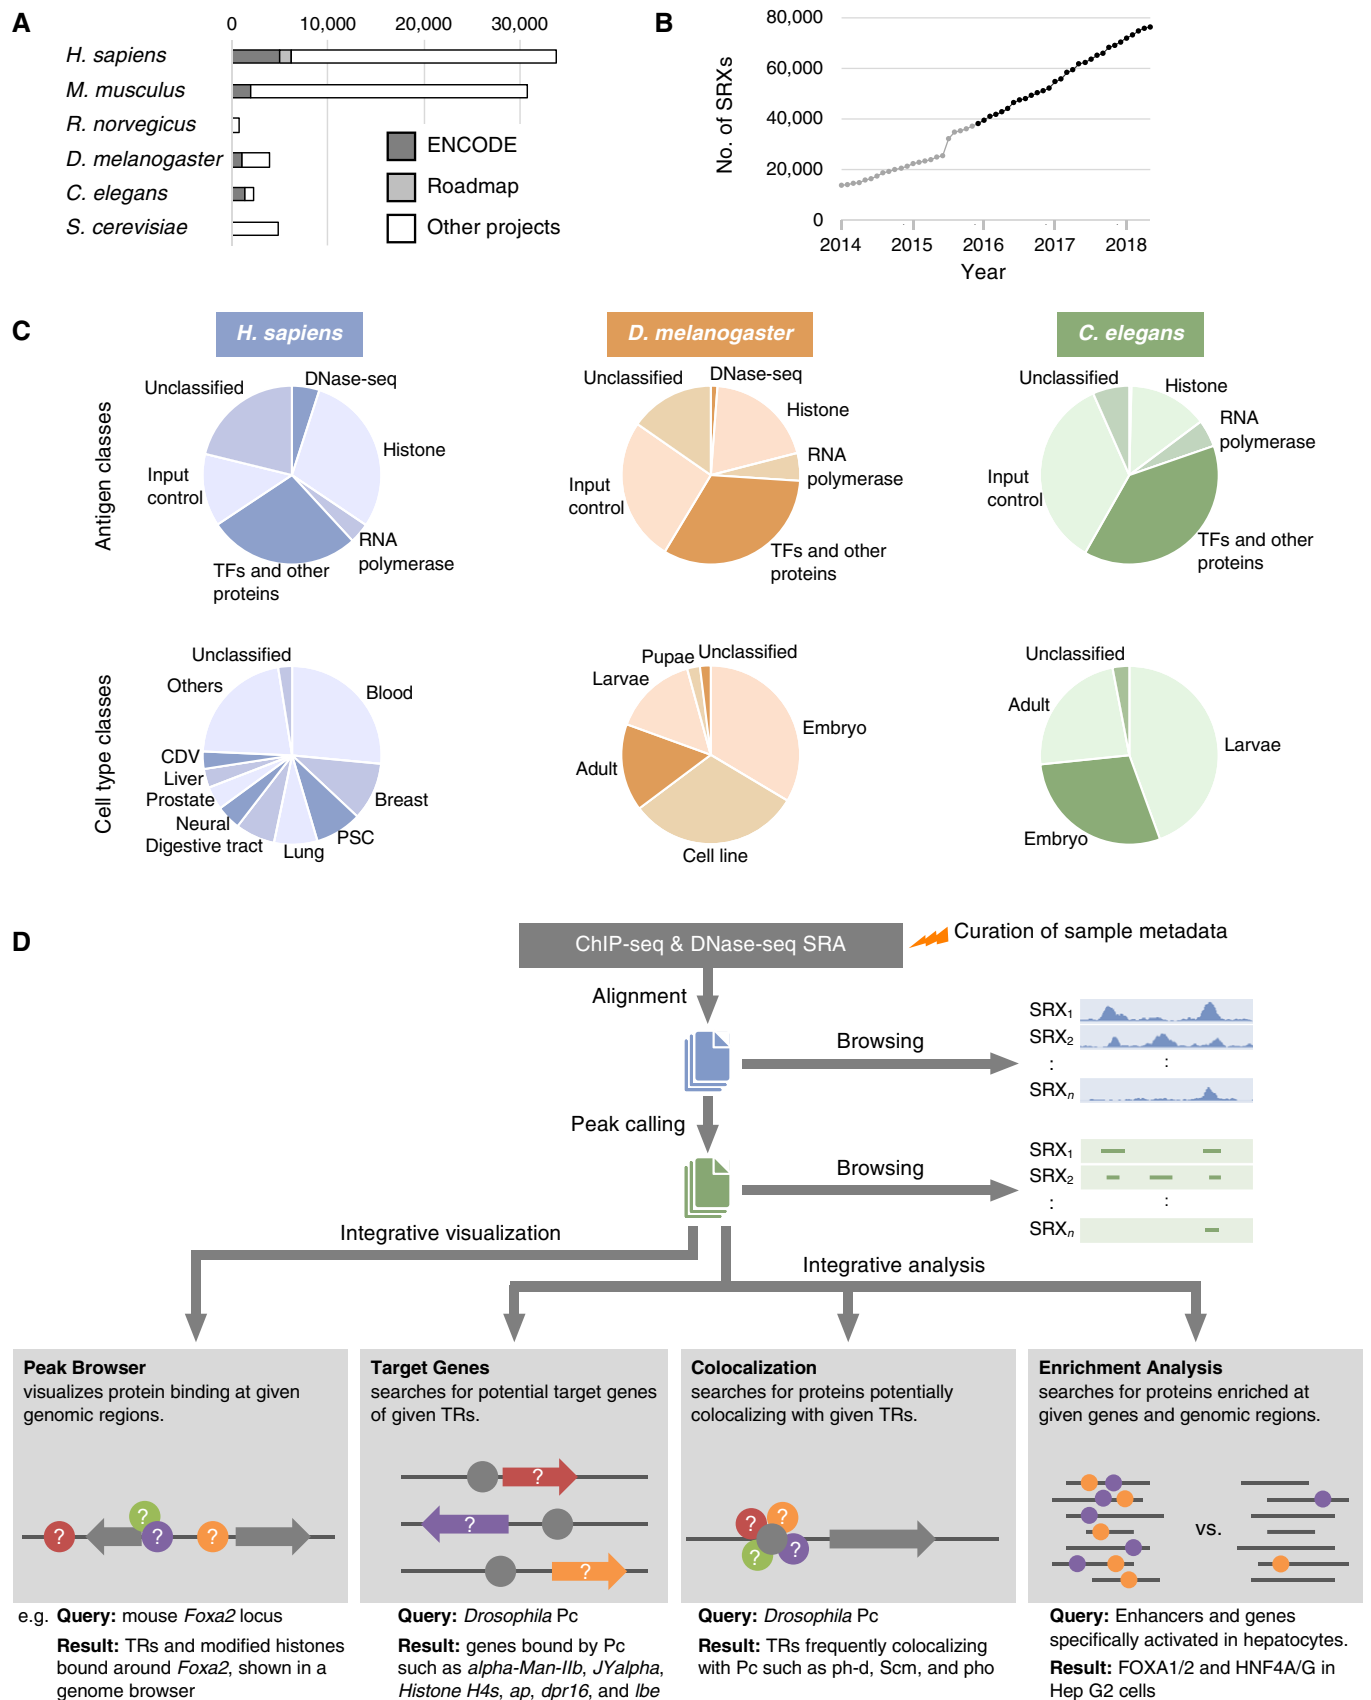 A
0 10,000 20,000 30,000
H. sapiens
M. musculus
R. norvegicus
D. melanogaster
C. elegans
S. cerevisiae
ENCODE
Roadmap
Other projects
B
No. of SRXs
80,000
60,000
40,000
20,000
0
2014 2015 2016 2017 2018
Year
C
H. sapiens
D. melanogaster
C. elegans
Antigen classes
Unclassified
DNase-seq
Histone
Input
control
RNA
polymerase
TFs and other
proteins
Unclassified
DNase-seq
Histone
RNA
polymerase
Input
control
TFs and other
proteins
Unclassified
Histone
RNA
polymerase
Input
control
TFs and other
proteins
Cell type classes
Unclassified
Others
Blood
CDV
Liver
Prostate
Neural
Digestive tract
Lung
PSC
Breast
Pupae
Unclassified
Larvae
Embryo
Adult
Cell line
Unclassified
Adult
Larvae
Embryo
D
ChIP-seq & DNase-seq SRA
Curation of sample metadata
Alignment
Browsing
SRX1
SRX2
:
:
SRXn
Peak calling
Browsing
SRX1
SRX2
:
:
SRXn
Integrative visualization
Integrative analysis
Peak Browser
visualizes protein binding at given
genomic regions.
? ? ? ?
e.g. Query: mouse Foxa2 locus
Result: TRs and modified histones
bound around Foxa2, shown in a
genome browser
Target Genes
searches for potential target genes
of given TRs.
?
?
?
Query: Drosophila Pc
Result: genes bound by Pc
such as alpha-Man-IIb, JYalpha,
Histone H4s, ap, dpr16, and lbe
Colocalization
searches for proteins potentially
colocalizing with given TRs.
? ?
? ?
Query: Drosophila Pc
Result: TRs frequently colocalizing
with Pc such as ph-d, Scm, and pho
Enrichment Analysis
searches for proteins enriched at
given genes and genomic regions.
vs.
Query: Enhancers and genes
specifically activated in hepatocytes.
Result: FOXA1/2 and HNF4A/G in
Hep G2 cells